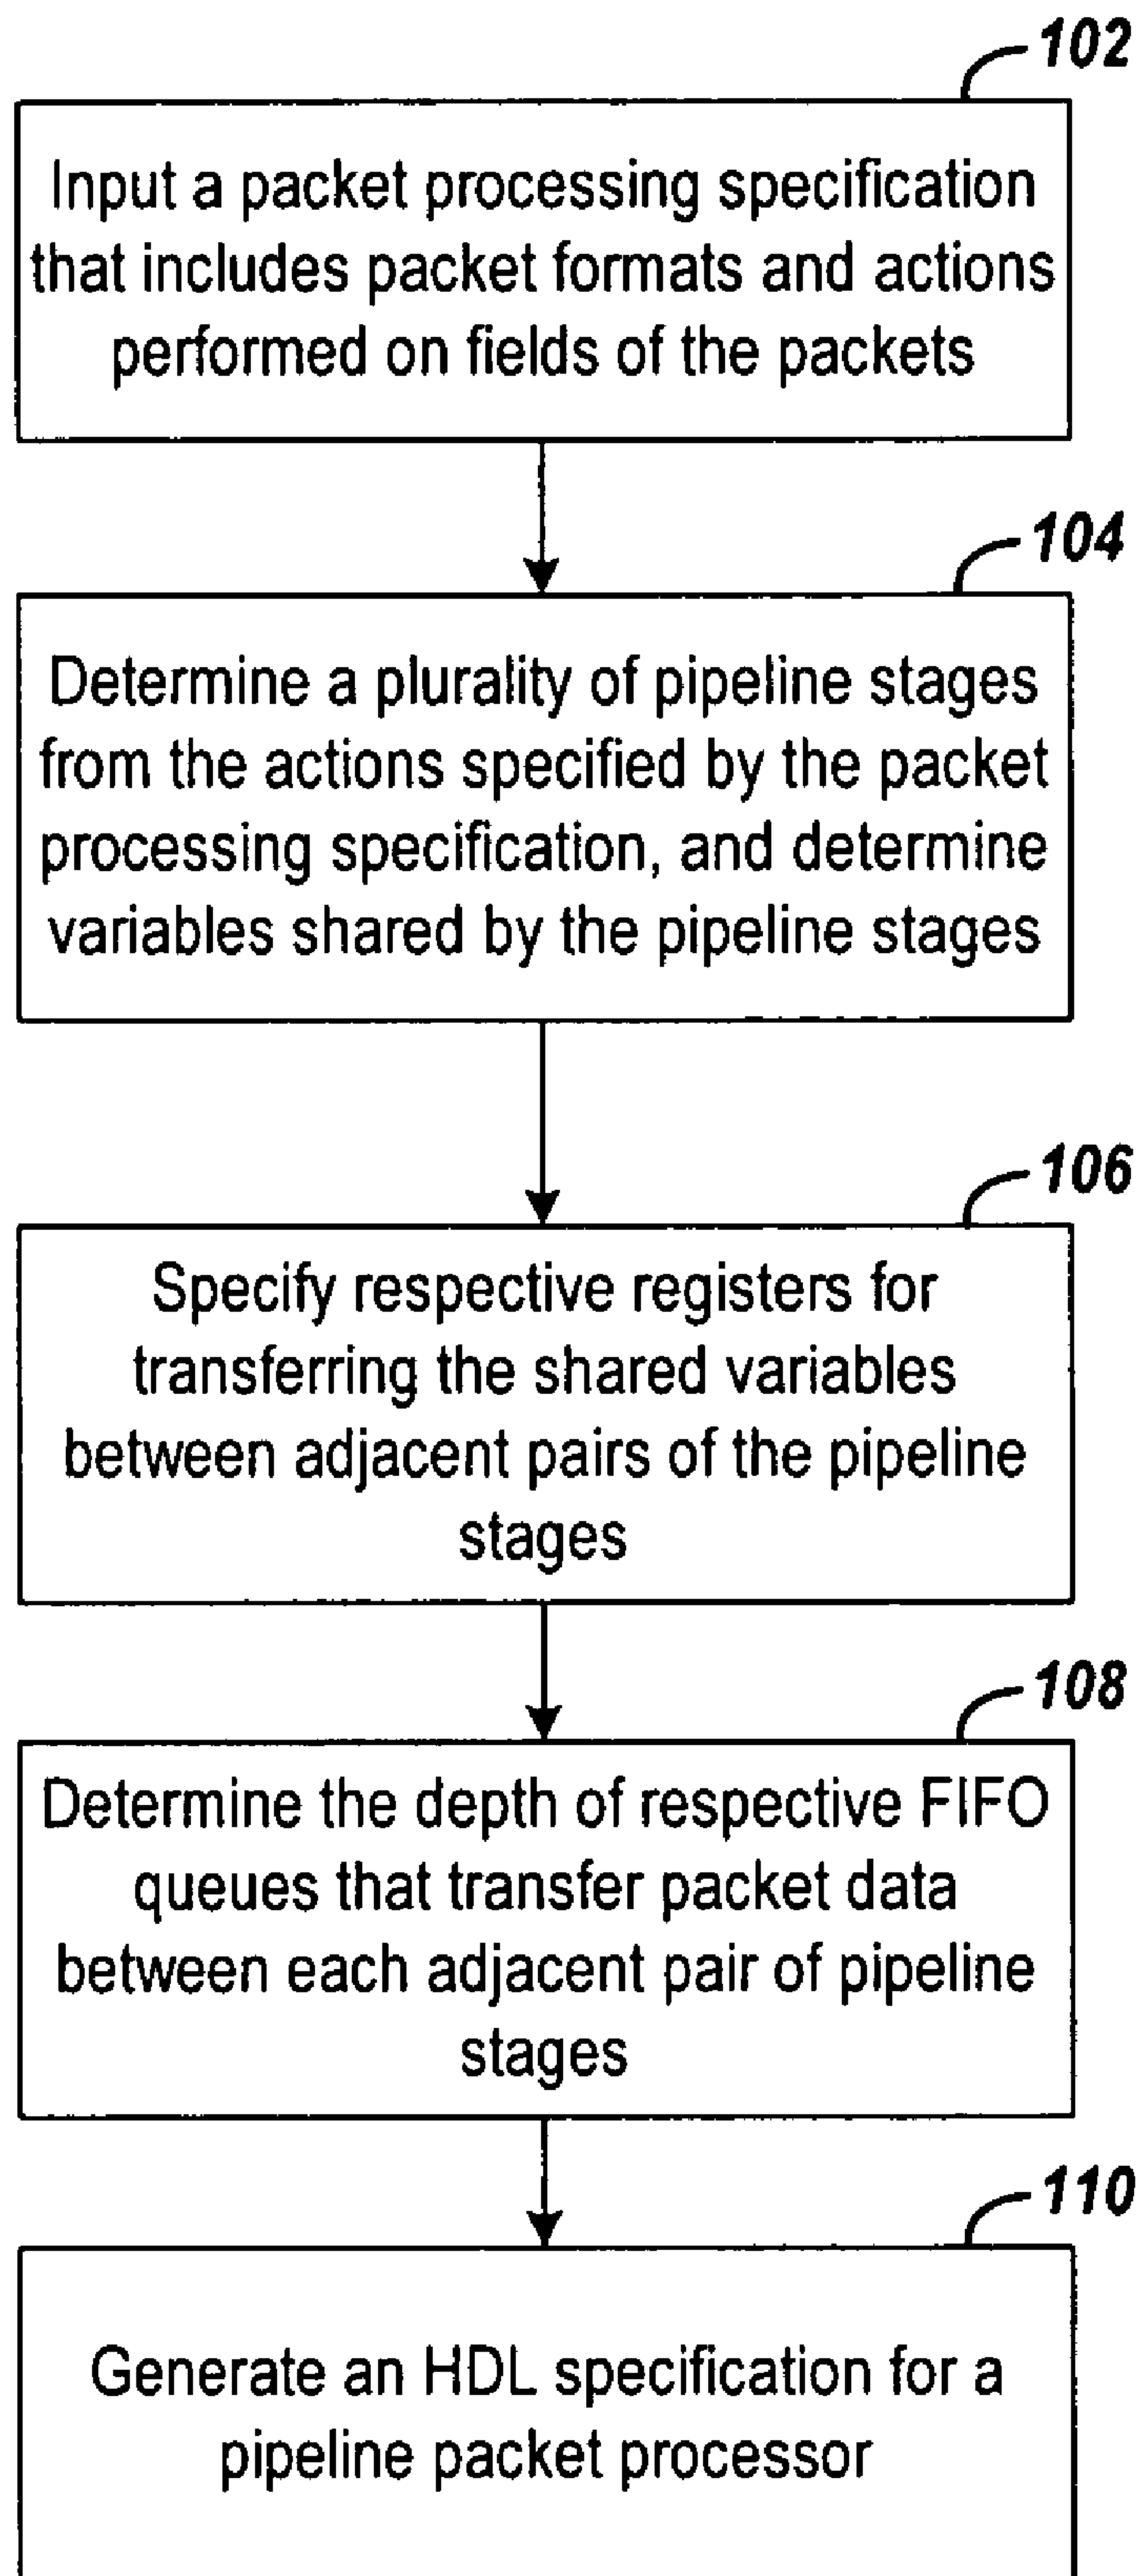 102
Input a packet processing specification
that includes packet formats and actions
performed on fields of the packets
104
Determine a plurality of pipeline stages
from the actions specified by the packet
processing specification, and determine
variables shared by the pipeline stages
106
Specify respective registers for
transferring the shared variables
between adjacent pairs of the pipeline
stages
108
Determine the depth of respective FIFO
queues that transfer packet data
between each adjacent pair of pipeline
stages
110
Generate an HDL specification for a
pipeline packet processor